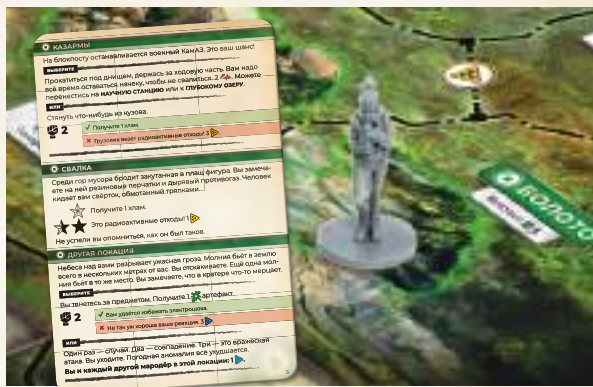 КАЗАРМЫ
На блокпосту останавливается военный КамАЗ. Это ваш шанс!
ВЫБЕРИТЕ
Прокатиться под днищем, держась за ходовую часть. Вам надо
всё время оставаться начеку, чтобы не свалиться. 2 Можете
перенестись на НАУЧНУЮ СТАНЦИЮ или к ГЛУБОКОМУ ОЗЕРУ.
ИЛИ
Стянуть что-нибудь из кузова.
2
✓ Получите 1 хлам.
✗ Грузовик везёт радиоактивные отходы! 3
СВАЛКА
Среди гор мусора бродит закутанная в плащ фигура. Вы замеча-
ете на ней резиновые перчатки и дырявый противогаз. Человек
кидает вам свёрток, обмотанный тряпками.
Получите 1 хлам.
Это радиоактивные отходы! 1
Не успели вы опомниться, как он был таков.
ДРУГАЯ ЛОКАЦИЯ
Небеса над вами разрывает ужасная гроза. Молния бьёт в землю
всего в нескольких метрах от вас. Вы отскакиваете. Ещё одна мол-
ния бьёт в то же место. Вы замечаете, что в кратере что-то мерцает.
ВЫБЕРИТЕ
Вы тянетесь за предметом. Получите 1 артефакт.
2
✓ Вам удаётся избежать электрошока.
✗ Не так уж хороша ваша реакция. 3
ИЛИ
Один раз — случай. Два — совпадение. Три — это вражеская
атака. Вы уходите. Погодная аномалия всё ухудшается.
Вы и каждый другой мародёр в этой локации: 1
БОЛОТО